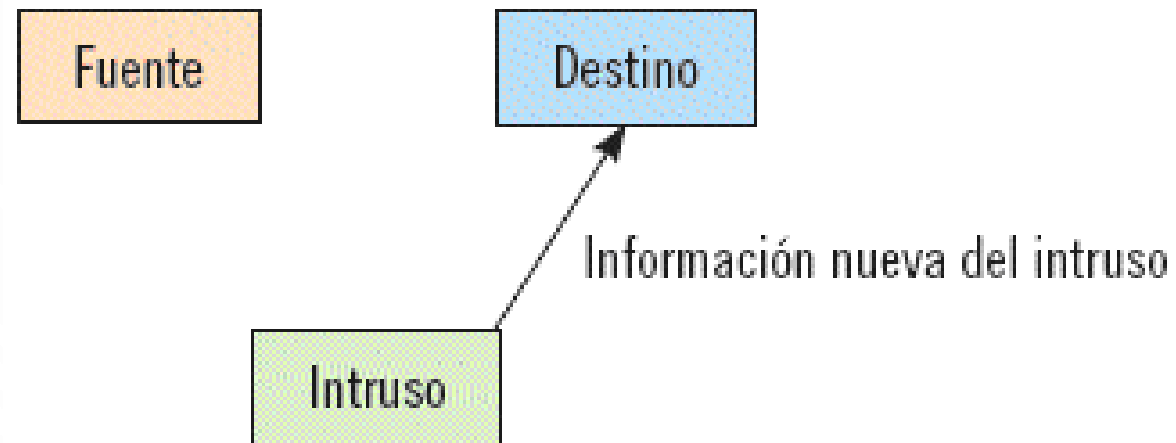 Fuente
Destino
Información nueva del intruso
Intruso